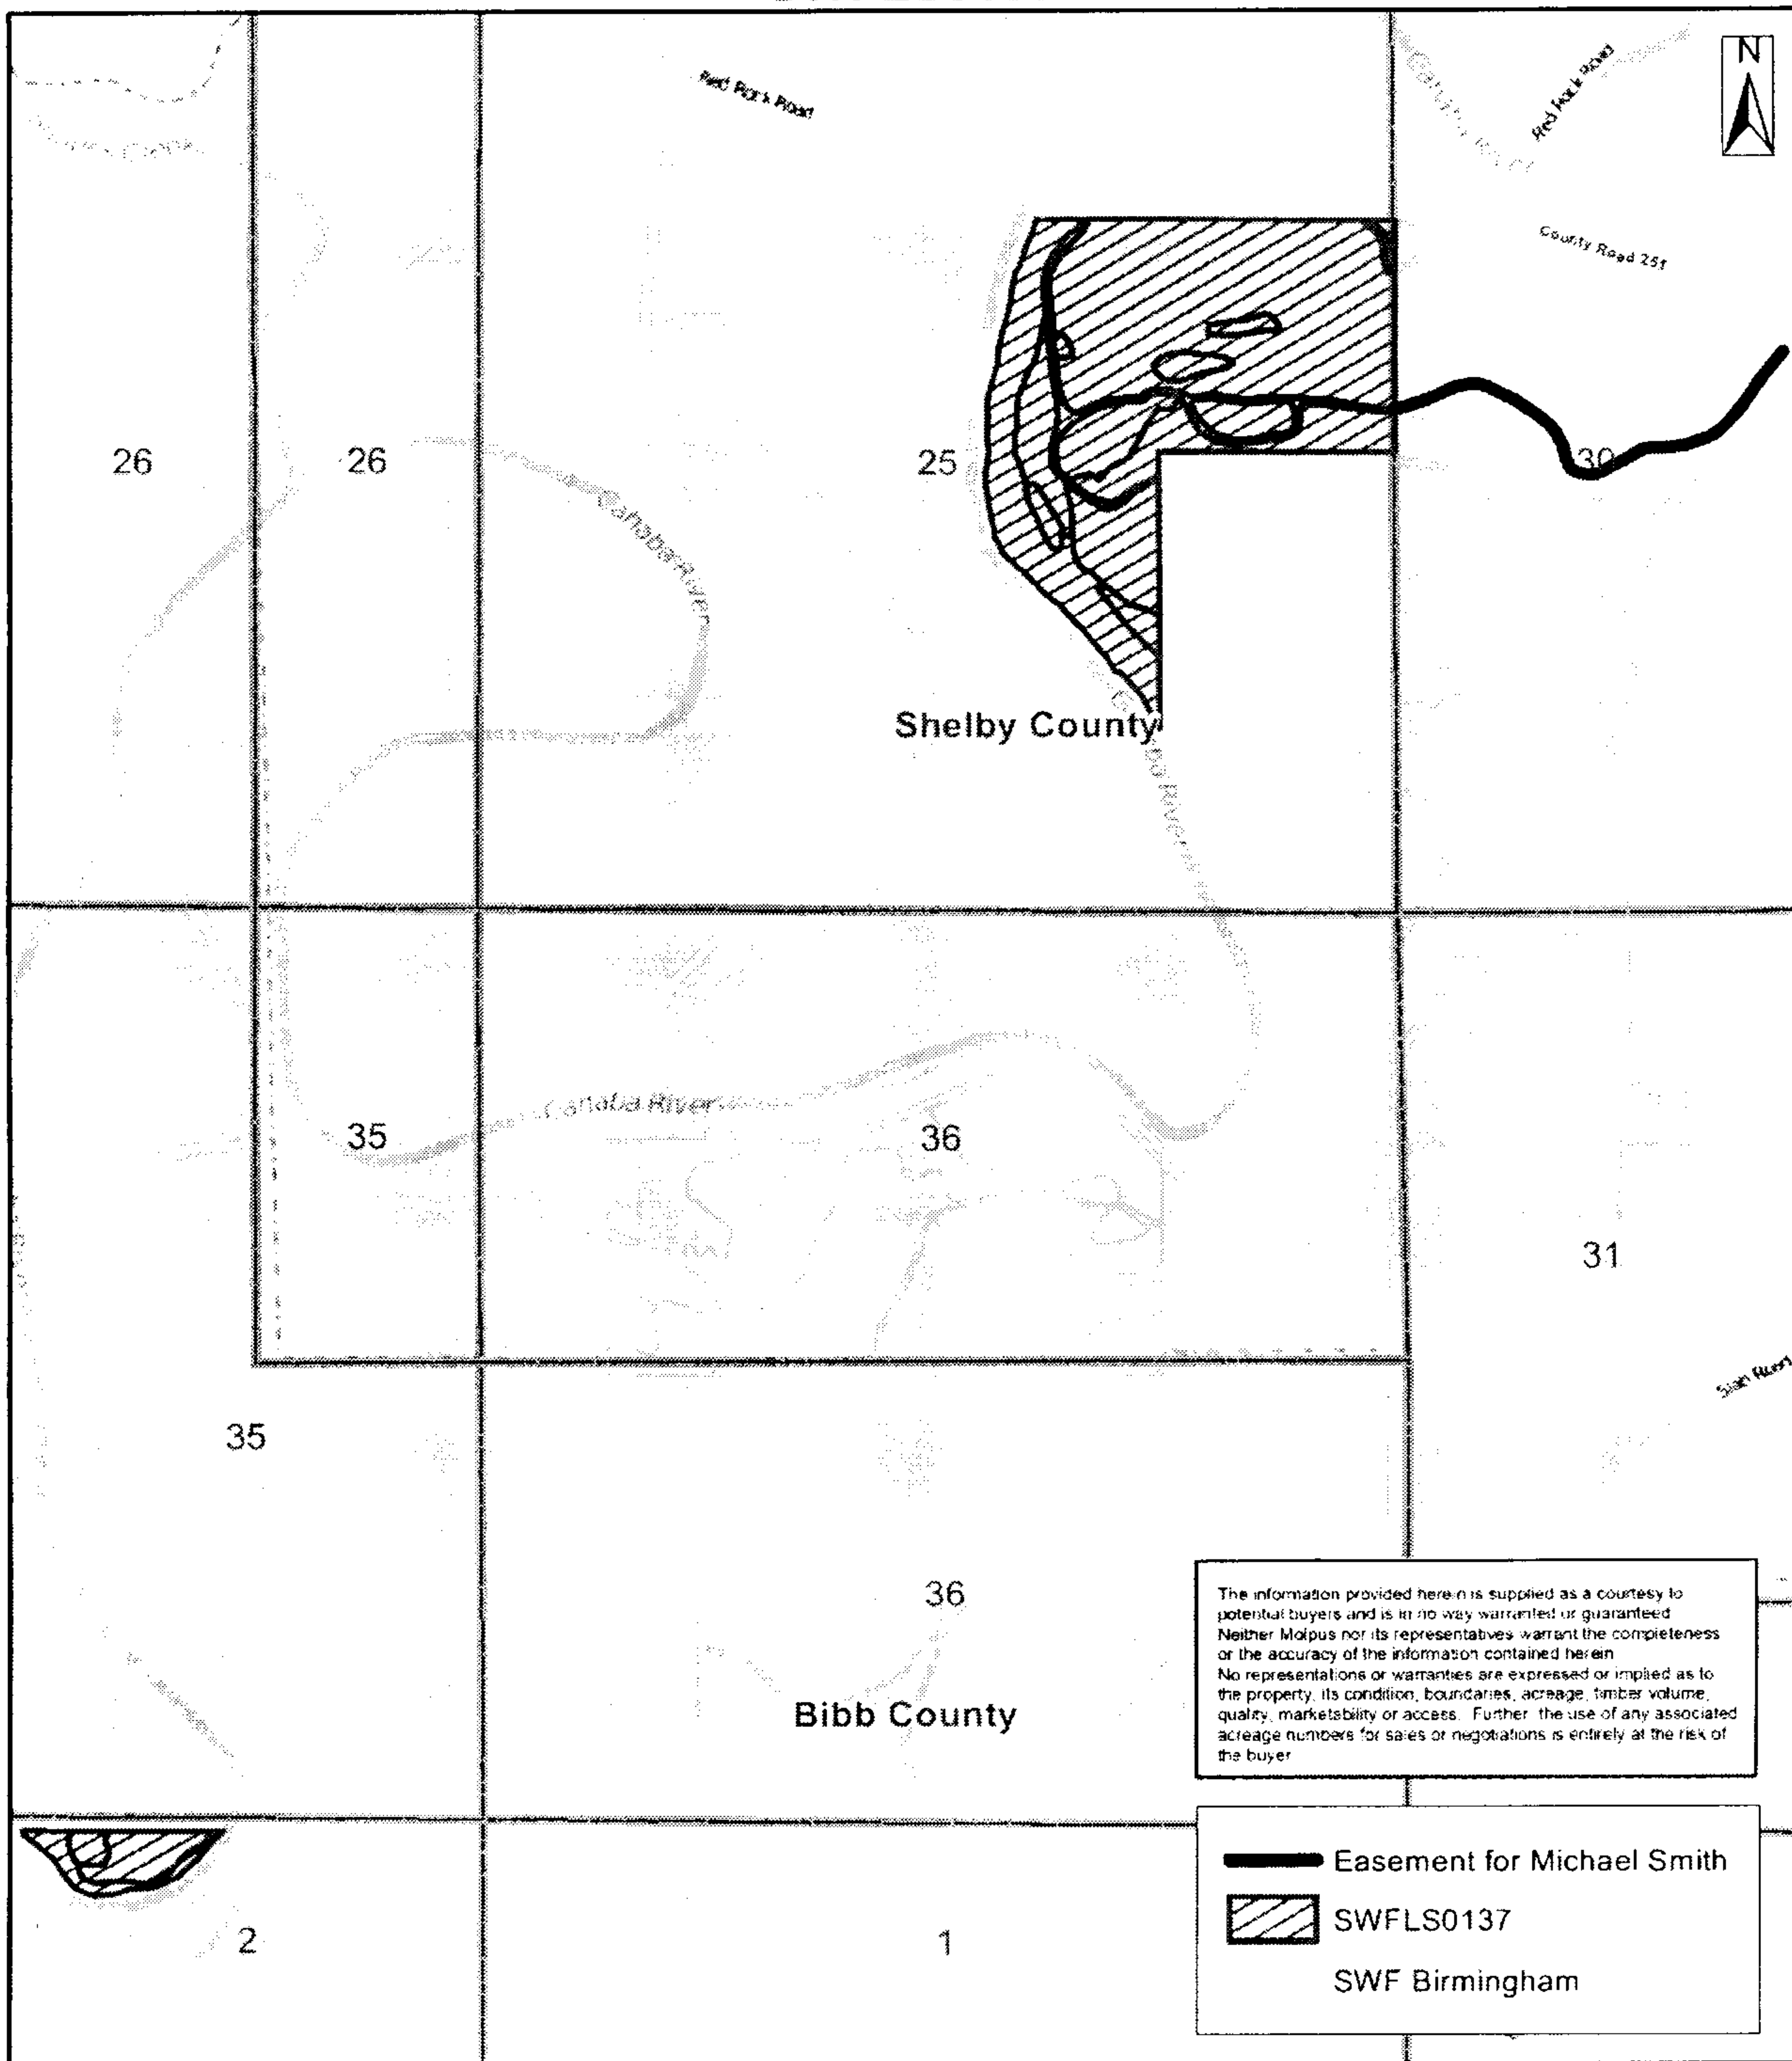 N
Red Rock Road
Red Rock Road
County Road 251
26
26
25
30
Cahaba River
Shelby County
River
Cahaba River
35
36
31
35
36
Bibb County
The information provided herein is supplied as a courtesy to
potential buyers and is in no way warranted or guaranteed
Neither Molpus nor its representatives warrant the completeness
or the accuracy of the information contained herein
No representations or warranties are expressed or implied as to
the property, its condition, boundaries, acreage, timber volume,
quality, marketability or access. Further the use of any associated
acreage numbers for sales or negotiations is entirely at the risk of
the buyer
Easement for Michael Smith
SWFLS0137
SWF Birmingham
2
1